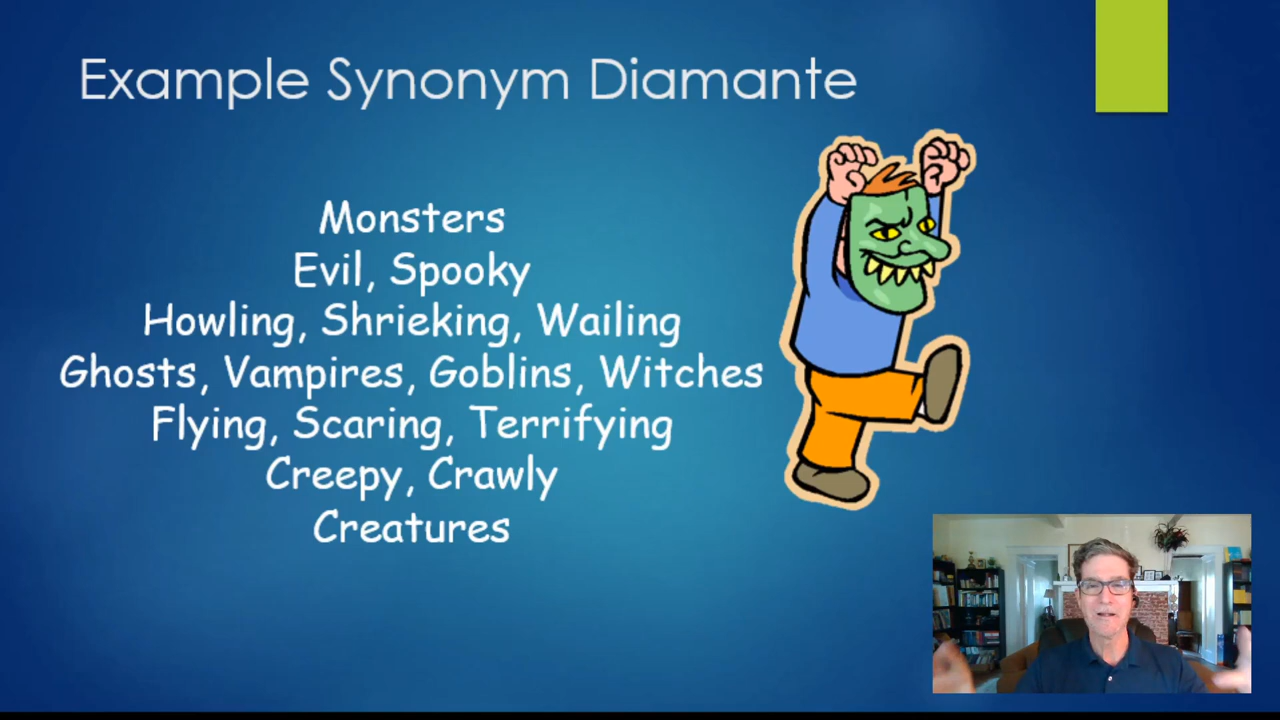 Example Synonym Diamante
Monsters
Evil, Spooky
Howling, Shrieking, Wailing
Ghosts, Vampires, Goblins, Witches
Flying, Scaring, Terrifying
Creepy, Crawly
Creatures